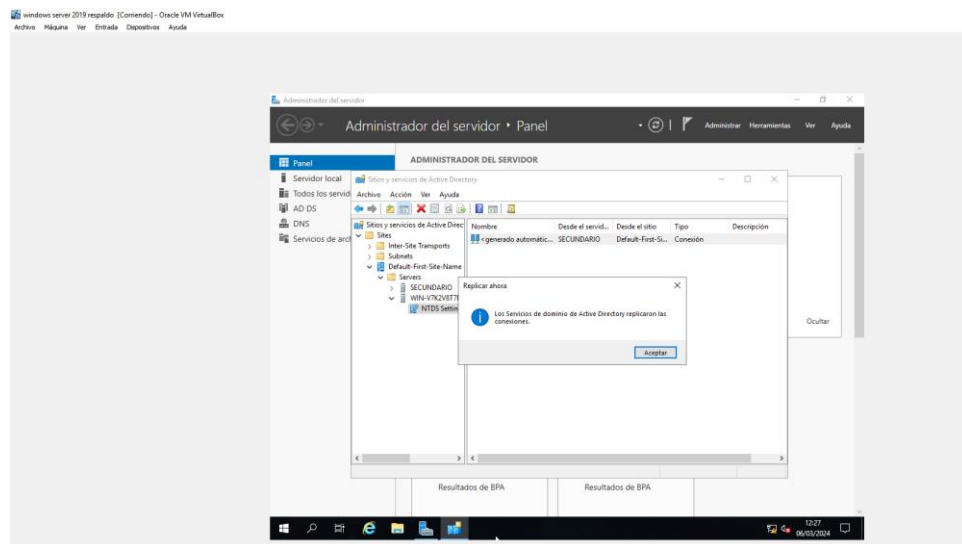 windows server 2019 respaldo [Corriendo] - Oracle VM VirtualBox
Archivo Máquina Ver Entrada Dispositivos Ayuda
Administrador del servidor
Administrador del servidor • Panel
Administrar Herramientas Ver Ayuda
Panel
Servidor local
Todos los servid
AD DS
DNS
Servicios de arc
ADMINISTRADOR DEL SERVIDOR
Sitios y servicios de Active Directory
Archivo Acción Ver Ayuda
Sitios y servicios de Active Direc
Sites
Inter-Site Transports
Subnets
Default-First-Site-Name
Servers
SECUNDARIO
NTDS Settin
Nombre Desde el servid... Desde el sitio Tipo Descripción
<generado automátic... SECUNDARIO Default-First-Si... Conexión
Replicar ahora
Los Servicios de dominio de Active Directory replicaron las
conexiones.
Aceptar
Ocultar
Resultados de BPA
Resultados de BPA
12:27
06/03/2024